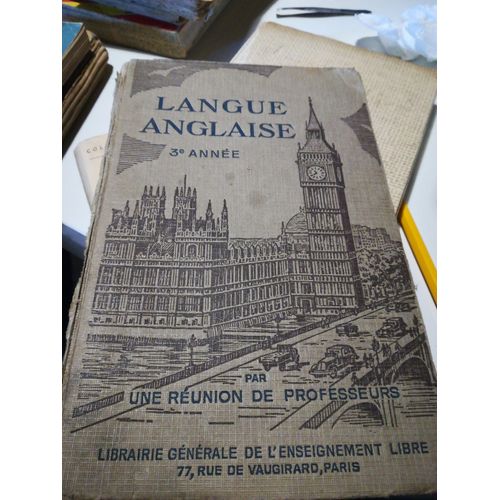 LANGUE
ANGLAISE
3e ANNÉE
PAR
UNE RÉUNION DE PROFESSEURS
LIBRAIRIE GÉNÉRALE DE L'ENSEIGNEMENT LIBRE
77, RUE DE VAUGIRARD, PARIS